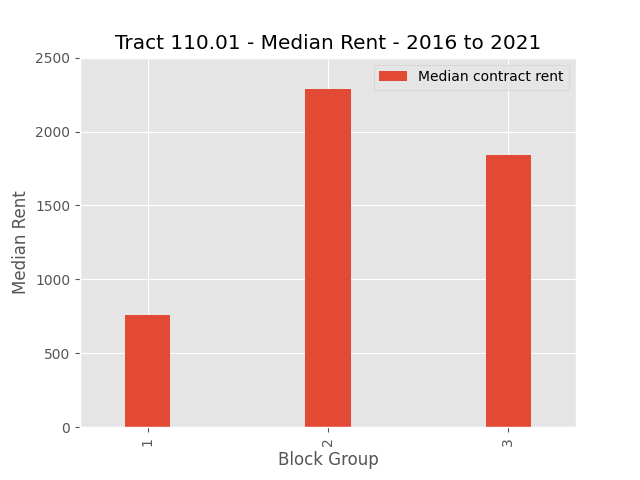 Tract 110.01 - Median Rent - 2016 to 2021
Median contract rent
2500
2000
1500
1000
500
0
Median Rent
1
2
3
Block Group